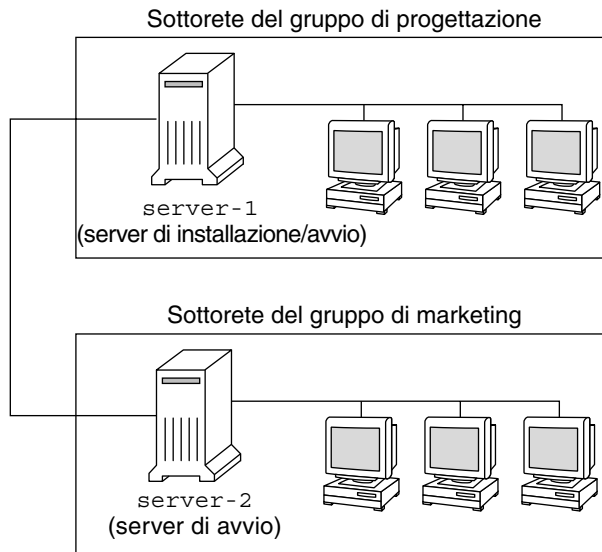 Sottorete del gruppo di progettazione
server-1
(server di installazione/avvio)
Sottorete del gruppo di marketing
server-2
(server di avvio)